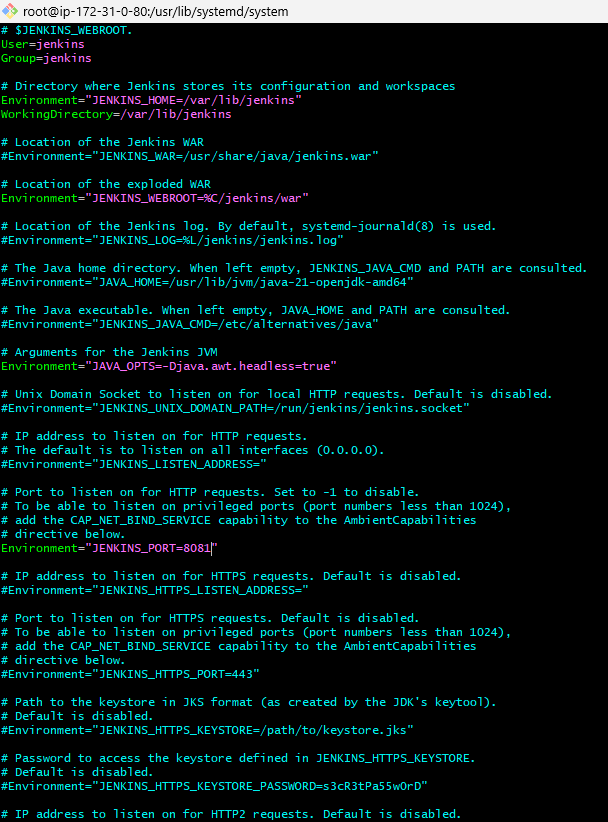 root@ip-172-31-0-80:/usr/lib/systemd/system
# $JENKINS_WEBROOT.
User=jenkins
Group=jenkins
# Directory where Jenkins stores its configuration and workspaces
Environment="JENKINS_HOME=/var/lib/jenkins"
WorkingDirectory=/var/lib/jenkins
# Location of the Jenkins WAR
#Environment="JENKINS_WAR=/usr/share/java/jenkins.war"
# Location of the exploded WAR
Environment="JENKINS_WEBROOT=%C/jenkins/war"
# Location of the Jenkins log. By default, systemd-journald(8) is used.
#Environment="JENKINS_LOG=%L/jenkins/jenkins.log"
# The Java home directory. When left empty, JENKINS_JAVA_CMD and PATH are consulted.
#Environment="JAVA_HOME=/usr/lib/jvm/java-21-openjdk-amd64"
# The Java executable. When left empty, JAVA_HOME and PATH are consulted.
#Environment="JENKINS_JAVA_CMD=/etc/alternatives/java"
# Arguments for the Jenkins JVM
Environment="JAVA_OPTS=-Djava.awt.headless=true"
# Unix Domain Socket to listen on for local HTTP requests. Default is disabled.
#Environment="JENKINS_UNIX_DOMAIN_PATH=/run/jenkins/jenkins.socket"
# IP address to listen on for HTTP requests.
# The default is to listen on all interfaces (0.0.0.0).
#Environment="JENKINS_LISTEN_ADDRESS="
# Port to listen on for HTTP requests. Set to -1 to disable.
# To be able to listen on privileged ports (port numbers less than 1024),
# add the CAP_NET_BIND_SERVICE capability to the AmbientCapabilities
# directive below.
Environment="JENKINS_PORT=8081"
# IP address to listen on for HTTPS requests. Default is disabled.
#Environment="JENKINS_HTTPS_LISTEN_ADDRESS="
# Port to listen on for HTTPS requests. Default is disabled.
# To be able to listen on privileged ports (port numbers less than 1024),
# add the CAP_NET_BIND_SERVICE capability to the AmbientCapabilities
# directive below.
#Environment="JENKINS_HTTPS_PORT=443"
# Path to the keystore in JKS format (as created by the JDK's keytool).
# Default is disabled.
#Environment="JENKINS_HTTPS_KEYSTORE=/path/to/keystore.jks"
# Password to access the keystore defined in JENKINS_HTTPS_KEYSTORE.
# Default is disabled.
#Environment="JENKINS_HTTPS_KEYSTORE_PASSWORD=s3cR3tPa55w0rD"
# IP address to listen on for HTTP2 requests. Default is disabled.